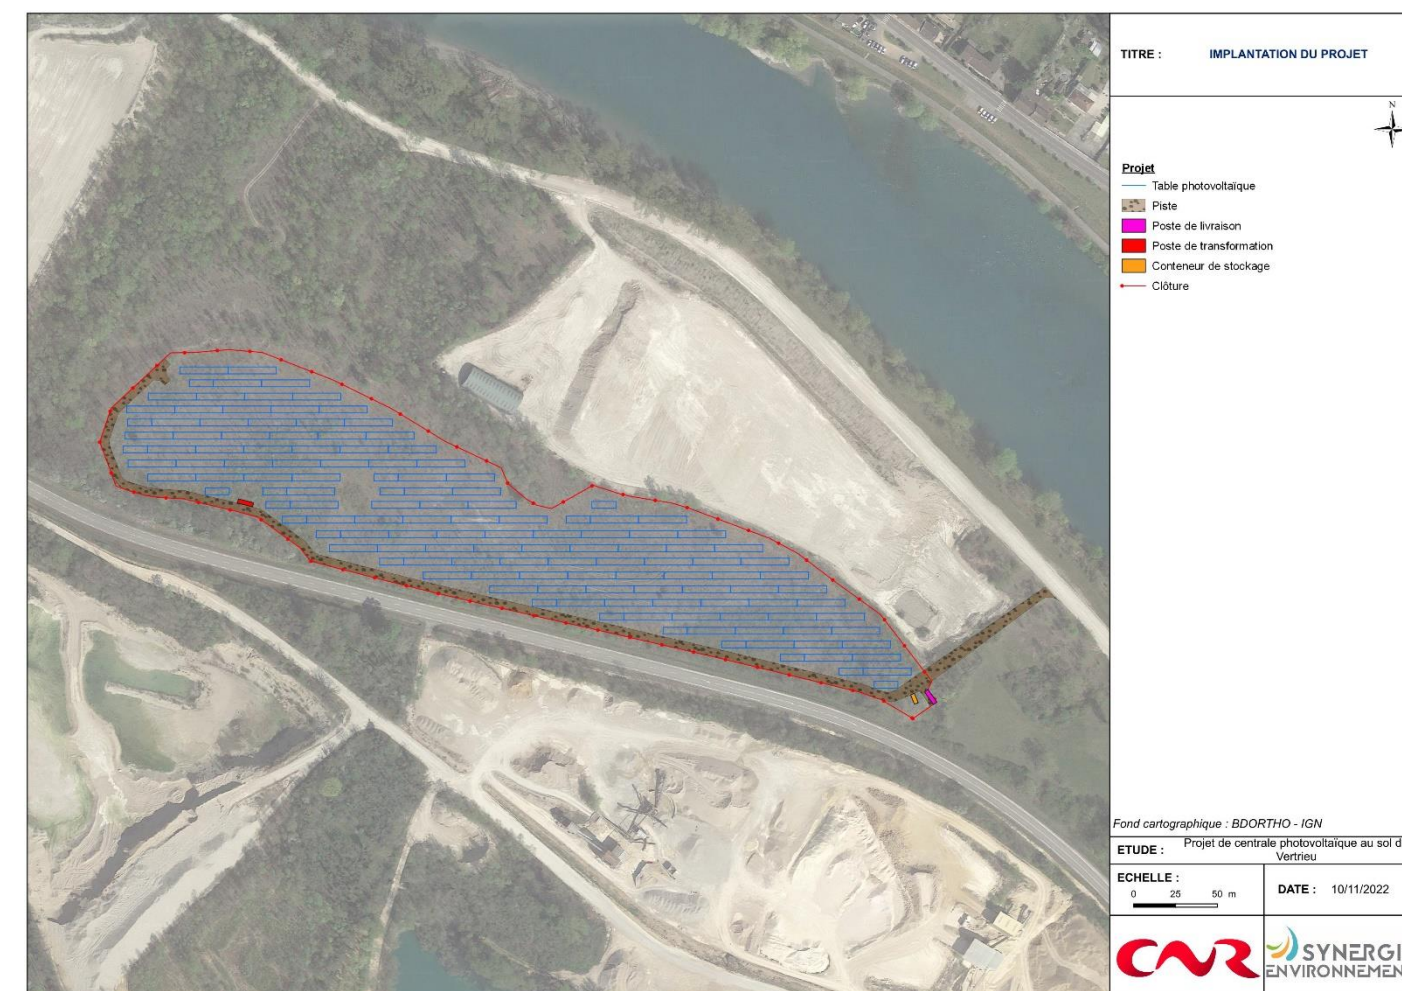 TITRE : IMPLANTATION DU PROJET
N
Projet
Table photovoltaïque
Piste
Poste de livraison
Poste de transformation
Conteneur de stockage
Clôture
Fond cartographique : BDORTHO - IGN
ETUDE : Projet de centrale photovoltaïque au sol d
Vertrieu
ECHELLE :
0 25 50 m
DATE : 10/11/2022
CNR
SYNERGI
ENVIRONNEMEN